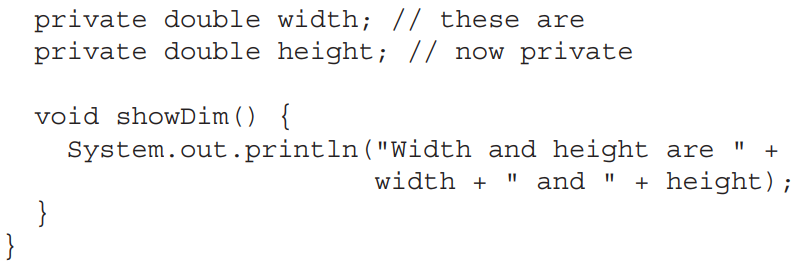 private double width; // these are
private double height; // now private
void showDim() {
System.out.println("Width and height are " +
width + " and " + height);
}
}